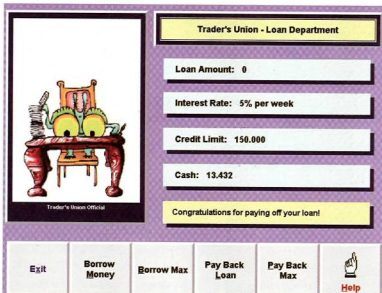 Trader's Union - Loan Department
Loan Amount: 0
Interest Rate: 5% per week
Credit Limit: 150.000
Cash: 13.432
Trader's Union Official
Congratulations for paying off your loan!
Exit
Borrow
Money
Borrow Max
Pay Back
Loan
Pay Back
Max
Help